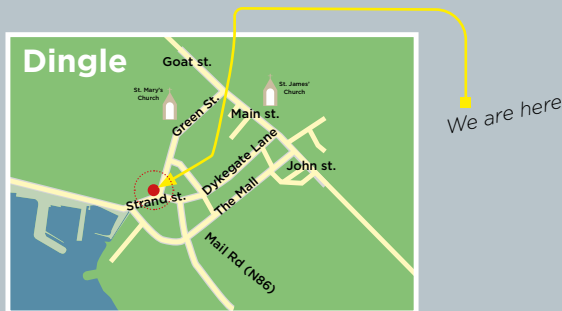 Dingle
Goat st.
St. Mary's
Church
St. James'
Church
Green St.
Main st.
We are here
Dykegate Lane
John st.
The Mall
Strand st.
Mail Rd (N86)